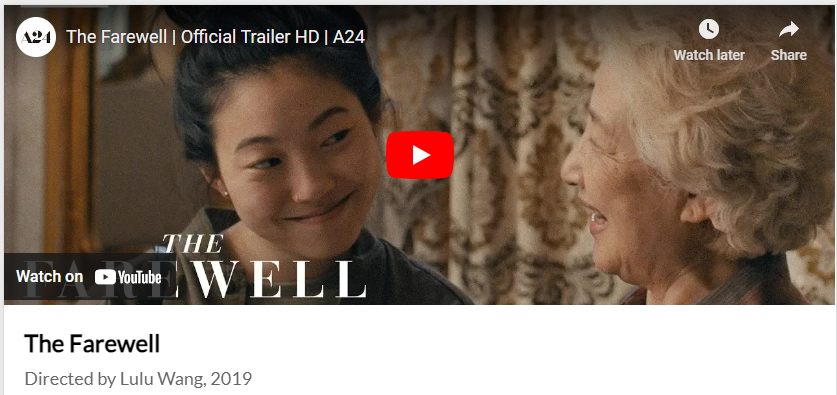 A24
The Farewell | Official Trailer HD | A24
Watch later
Share
THE
FAREWELL
Watch on YouTube
The Farewell
Directed by Lulu Wang, 2019